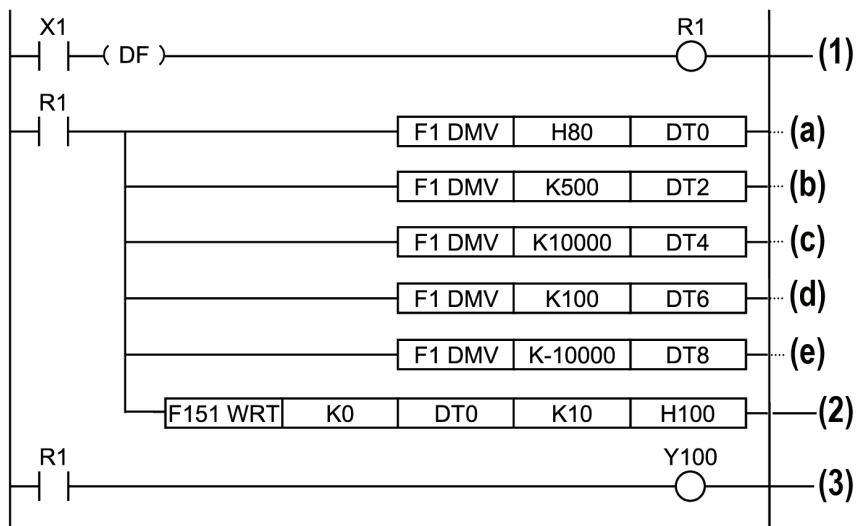 X1 R1
( DF ) (1)
R1
F1 DMV H80 DT0 (a)
F1 DMV K500 DT2 (b)
F1 DMV K10000 DT4 (c)
F1 DMV K100 DT6 (d)
F1 DMV K-10000 DT8 (e)
F151 WRT K0 DT0 K10 H100 (2)
R1 Y100
(3)